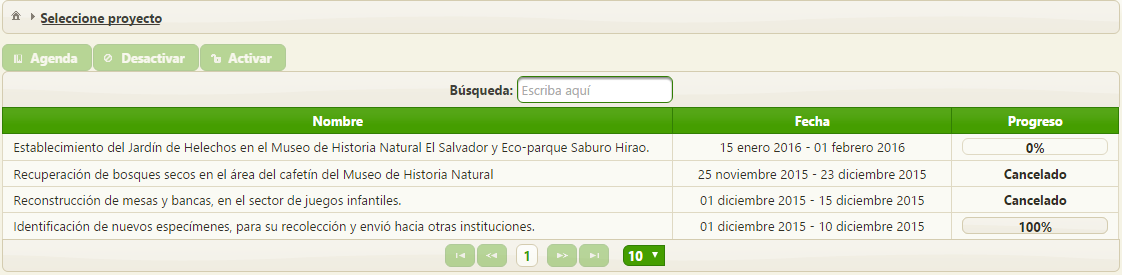 Seleccione proyecto
Agenda Desactivar Activar
Búsqueda: Escriba aquí
Nombre Fecha Progreso
Establecimiento del Jardín de Helechos en el Museo de Historia Natural El Salvador y Eco-parque Saburo Hirao. 15 enero 2016 - 01 febrero 2016 0%
Recuperación de bosques secos en el área del cafetín del Museo de Historia Natural 25 noviembre 2015 - 23 diciembre 2015 Cancelado
Reconstrucción de mesas y bancas, en el sector de juegos infantiles. 01 diciembre 2015 - 15 diciembre 2015 Cancelado
Identificación de nuevos especímenes, para su recolección y envió hacia otras instituciones. 01 diciembre 2015 - 10 diciembre 2015 100%
1 10